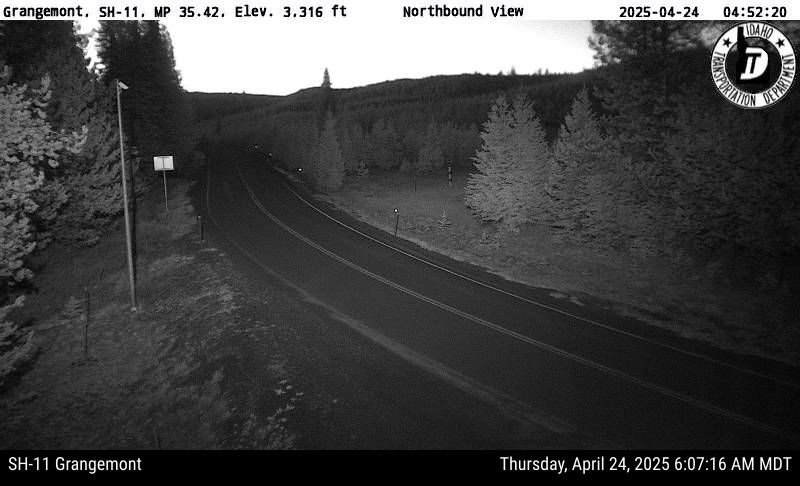 Grangemont, SH-11, MP 35.42, Elev. 3,316 ft Northbound View 2025-04-24 04:52:20
IDAHO
TRANSPORTATION DEPARTMENT
SH-11 Grangemont Thursday, April 24, 2025 6:07:16 AM MDT